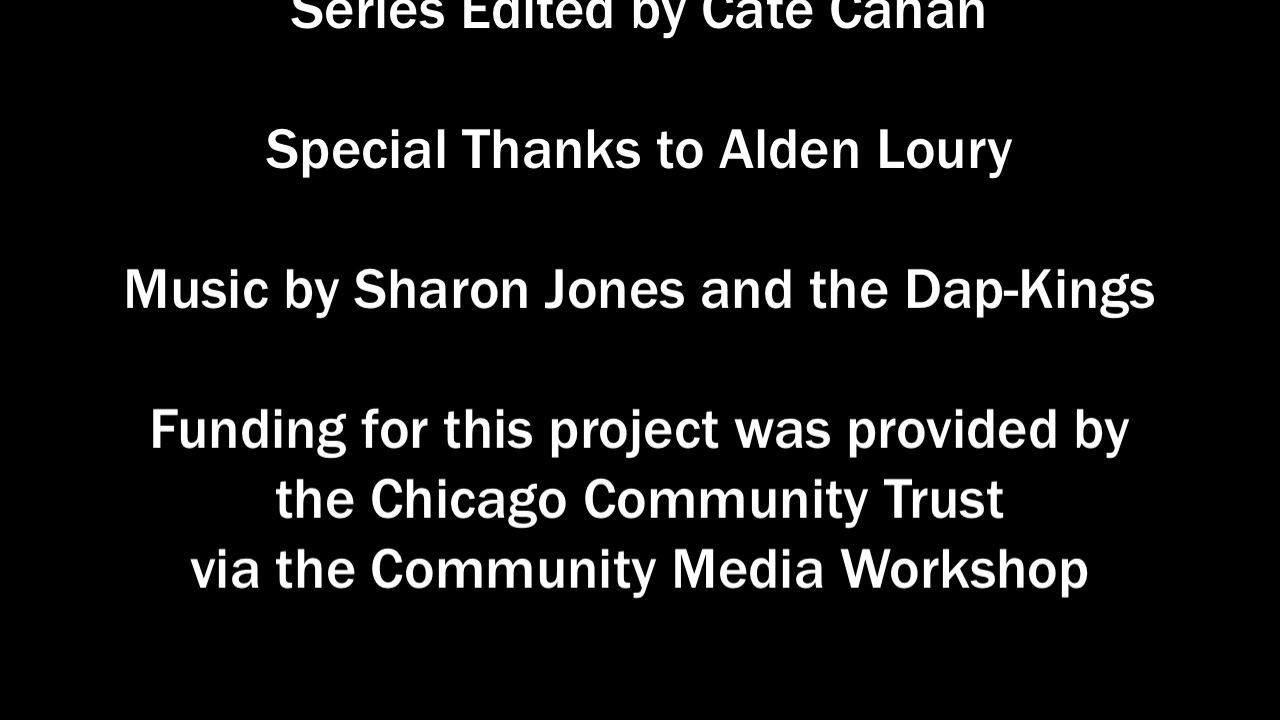 Series Edited by Cate Cahan
Special Thanks to Alden Loury
Music by Sharon Jones and the Dap-Kings
Funding for this project was provided by
the Chicago Community Trust
via the Community Media Workshop